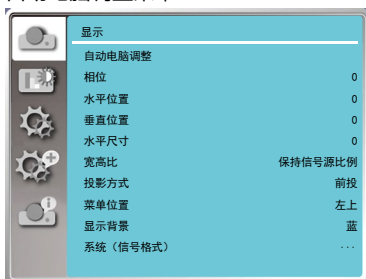 显示
自动电脑调整
相位 0
水平位置 0
垂直位置 0
水平尺寸 0
宽高比 保持信号源比例
投影方式 前投
菜单位置 左上
显示背景 蓝
系统（信号格式） ···